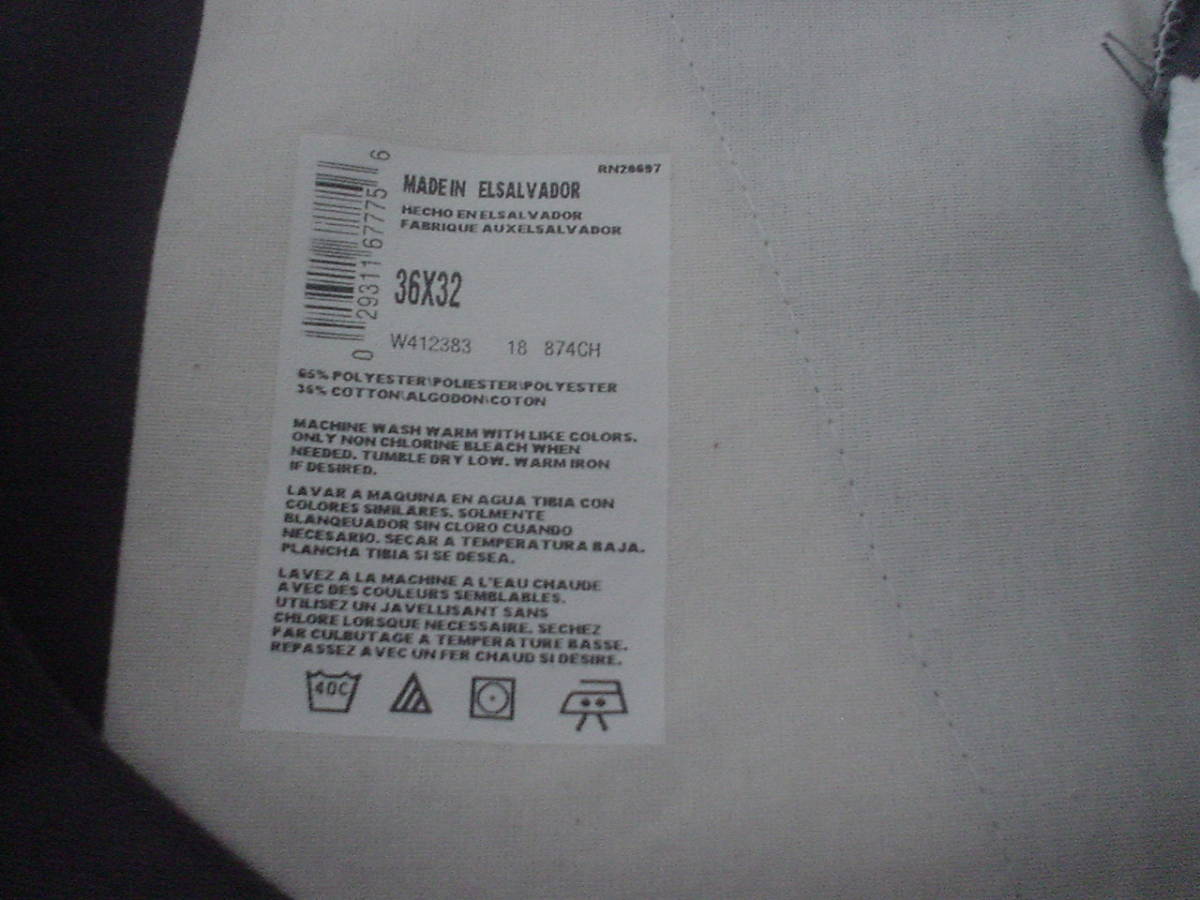 RN20697
MADE IN ELSALVADOR
HECHO EN ELSALVADOR
FABRIQUE AUXELSALVADOR
0 29311 67775 6
36X32
W412383 18 874CH
65% POLYESTER\POLIESTER\POLYESTER
35% COTTON\ALGODON\COTON
MACHINE WASH WARM WITH LIKE COLORS.
ONLY NON CHLORINE BLEACH WHEN
NEEDED. TUMBLE DRY LOW. WARM IRON
IF DESIRED.
LAVAR A MAQUINA EN AGUA TIBIA CON
COLORES SIMILARES. SOLMENTE
BLANQEUADOR SIN CLORO CUANDO
NECESARIO. SECAR A TEMPERATURA BAJA.
PLANCHA TIBIA SI SE DESEA.
LAVEZ A LA MACHINE A L'EAU CHAUDE
AVEC DES COULEURS SEMBLABLES.
UTILISEZ UN JAVELLISANT SANS
CHLORE LORSQUE NECESSAIRE. SECHEZ
PAR CULBUTAGE A TEMPERATURE BASSE.
REPASSEZ AVEC UN FER CHAUD SI DESIRE.
40C